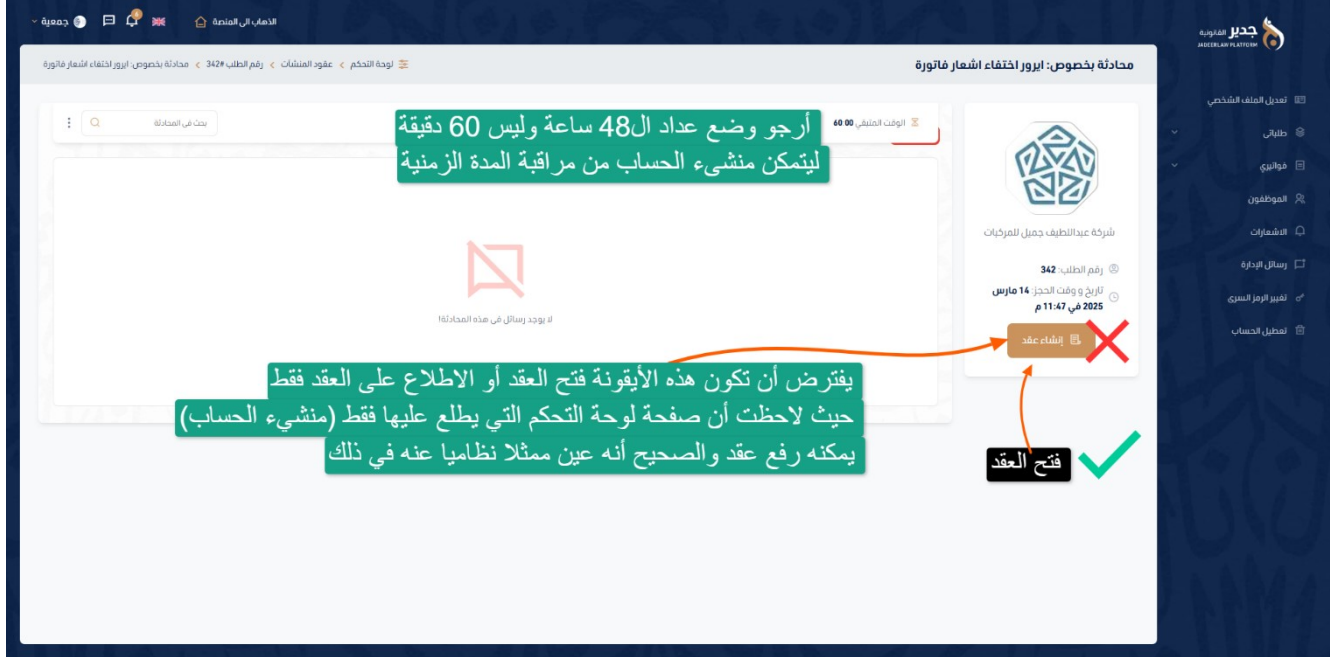 جدير القانونية
JADEERLAW PLATFORM
الذهاب الى المنصة
جمعية
محادثة بخصوص: ايرور اختفاء اشعار فاتورة
لوحة التحكم > عقود المنشآت > رقم الطلب #342 > محادثة بخصوص: ايرور اختفاء اشعار فاتورة
تعديل الملف الشخصي
طلباتي
فواتيري
الموظفون
الاشعارات
رسائل الإدارة
تغيير الرمز السري
تعطيل الحساب
شركة عبداللطيف جميل للمركبات
رقم الطلب: 342
تاريخ و وقت الحجز: 14 مارس
2025 في 11:47 م
إنشاء عقد
الوقت المتبقي 00 60
بحث في المحادثة
أرجو وضع عداد ال48 ساعة وليس 60 دقيقة
ليتمكن منشىء الحساب من مراقبة المدة الزمنية
لا يوجد رسائل في هذه المحادثة!
يفترض أن تكون هذه الأيقونة فتح العقد أو الاطلاع على العقد فقط
حيث لاحظت أن صفحة لوحة التحكم التي يطلع عليها فقط (منشيء الحساب)
يمكنه رفع عقد والصحيح أنه عين ممثلا نظاميا عنه في ذلك
فتح العقد